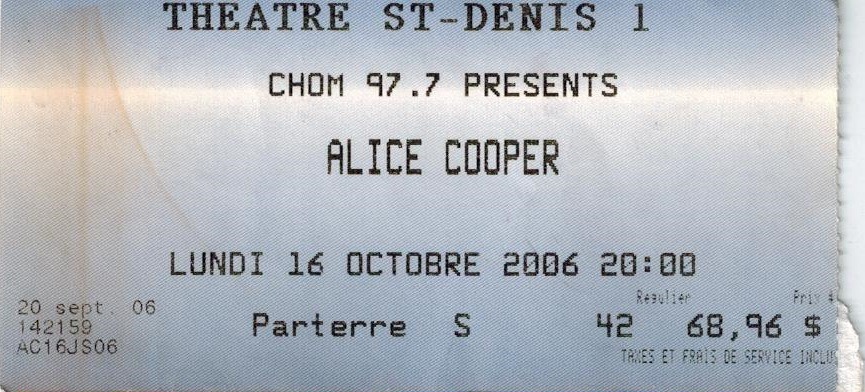 THEATRE ST-DENIS 1
CHOM 97.7 PRESENTS
ALICE COOPER
LUNDI 16 OCTOBRE 2006 20:00
Régulier Prix
20 sept. 06
142159
AC16JS06
Parterre S 42 68,96 $
TAXES ET FRAIS DE SERVICE